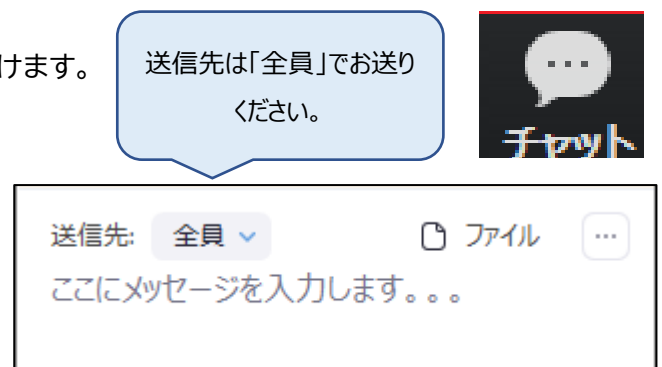 けます。
送信先は「全員」でお送り
ください。
チャット
送信先: 全員
ファイル
ここにメッセージを入力します。。。